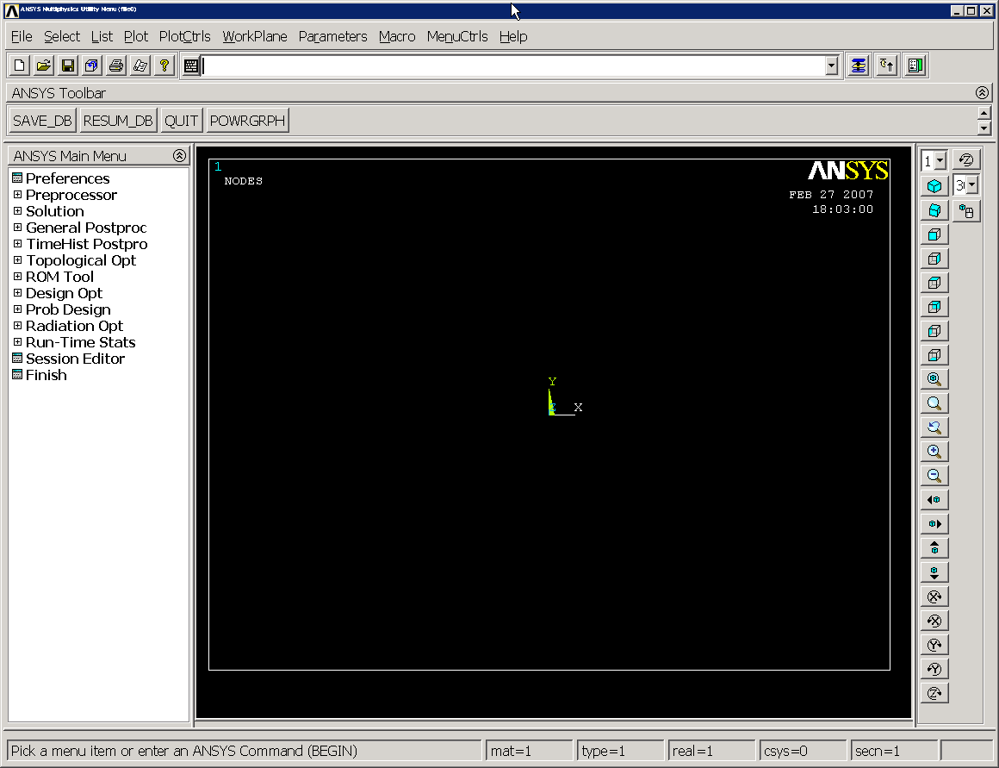 ANSYS Multiphysics Utility Menu (file0)
File Select List Plot PlotCtrls WorkPlane Parameters Macro MenuCtrls Help
ANSYS Toolbar
SAVE_DB RESUM_DB QUIT POWRGRPH
ANSYS Main Menu
Preferences
Preprocessor
Solution
General Postproc
TimeHist Postpro
Topological Opt
ROM Tool
Design Opt
Prob Design
Radiation Opt
Run-Time Stats
Session Editor
Finish
1
NODES
ANSYS
FEB 27 2007
18:03:00
Y
Z X
1
3
Z
X
X
Y
Y
Z
Pick a menu item or enter an ANSYS Command (BEGIN) mat=1 type=1 real=1 csys=0 secn=1